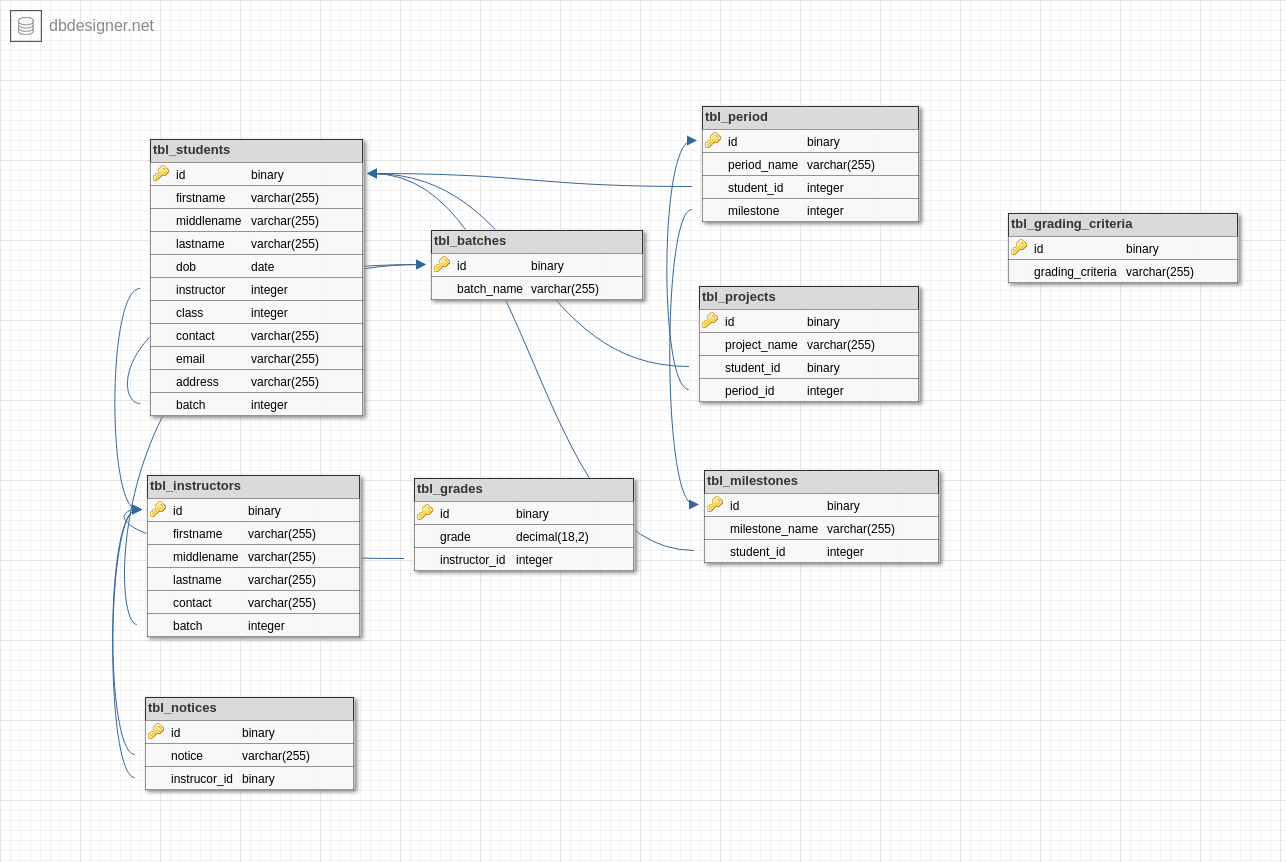 dbdesigner.net
tbl_students
id binary
firstname varchar(255)
middlename varchar(255)
lastname varchar(255)
dob date
instructor integer
class integer
contact varchar(255)
email varchar(255)
address varchar(255)
batch integer
tbl_batches
id binary
batch_name varchar(255)
tbl_period
id binary
period_name varchar(255)
student_id integer
milestone integer
tbl_grading_criteria
id binary
grading_criteria varchar(255)
tbl_projects
id binary
project_name varchar(255)
student_id binary
period_id integer
tbl_instructors
id binary
firstname varchar(255)
middlename varchar(255)
lastname varchar(255)
contact varchar(255)
batch integer
tbl_grades
id binary
grade decimal(18,2)
instructor_id integer
tbl_milestones
id binary
milestone_name varchar(255)
student_id integer
tbl_notices
id binary
notice varchar(255)
instrucor_id binary